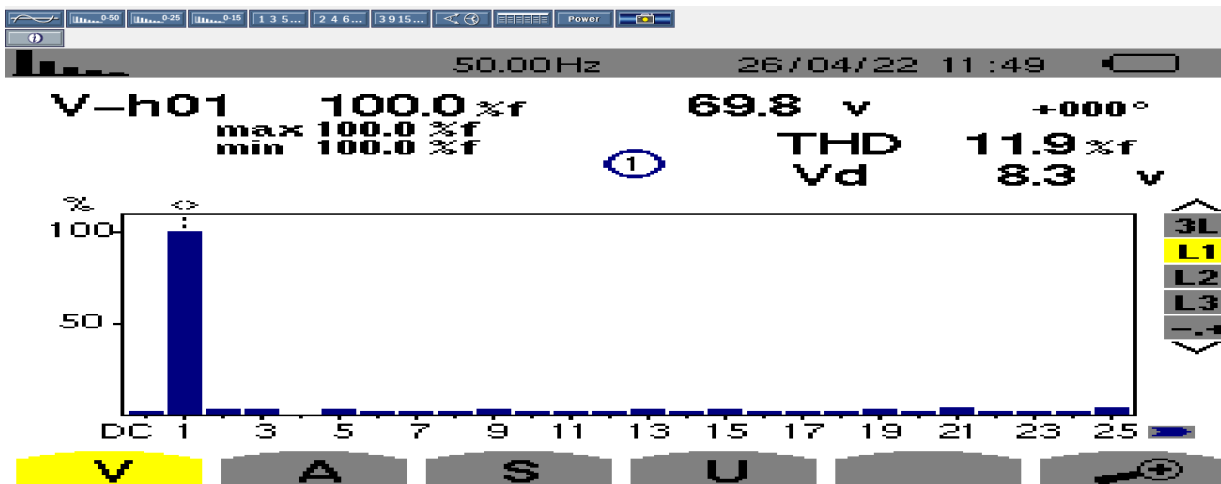 0-50 0-25 0-15 1 3 5... 2 4 6... 3 9 15... Power
50.00Hz 26/04/22 11:49
V-h01 100.0 %f 69.8 v +000°
max 100.0 %f
min 100.0 %f
THD 11.9 %f
1
Vd 8.3 v
%
100
50
3L
L1
L2
L3
-.+
DC 1 3 5 7 9 11 13 15 17 19 21 23 25
V A S U